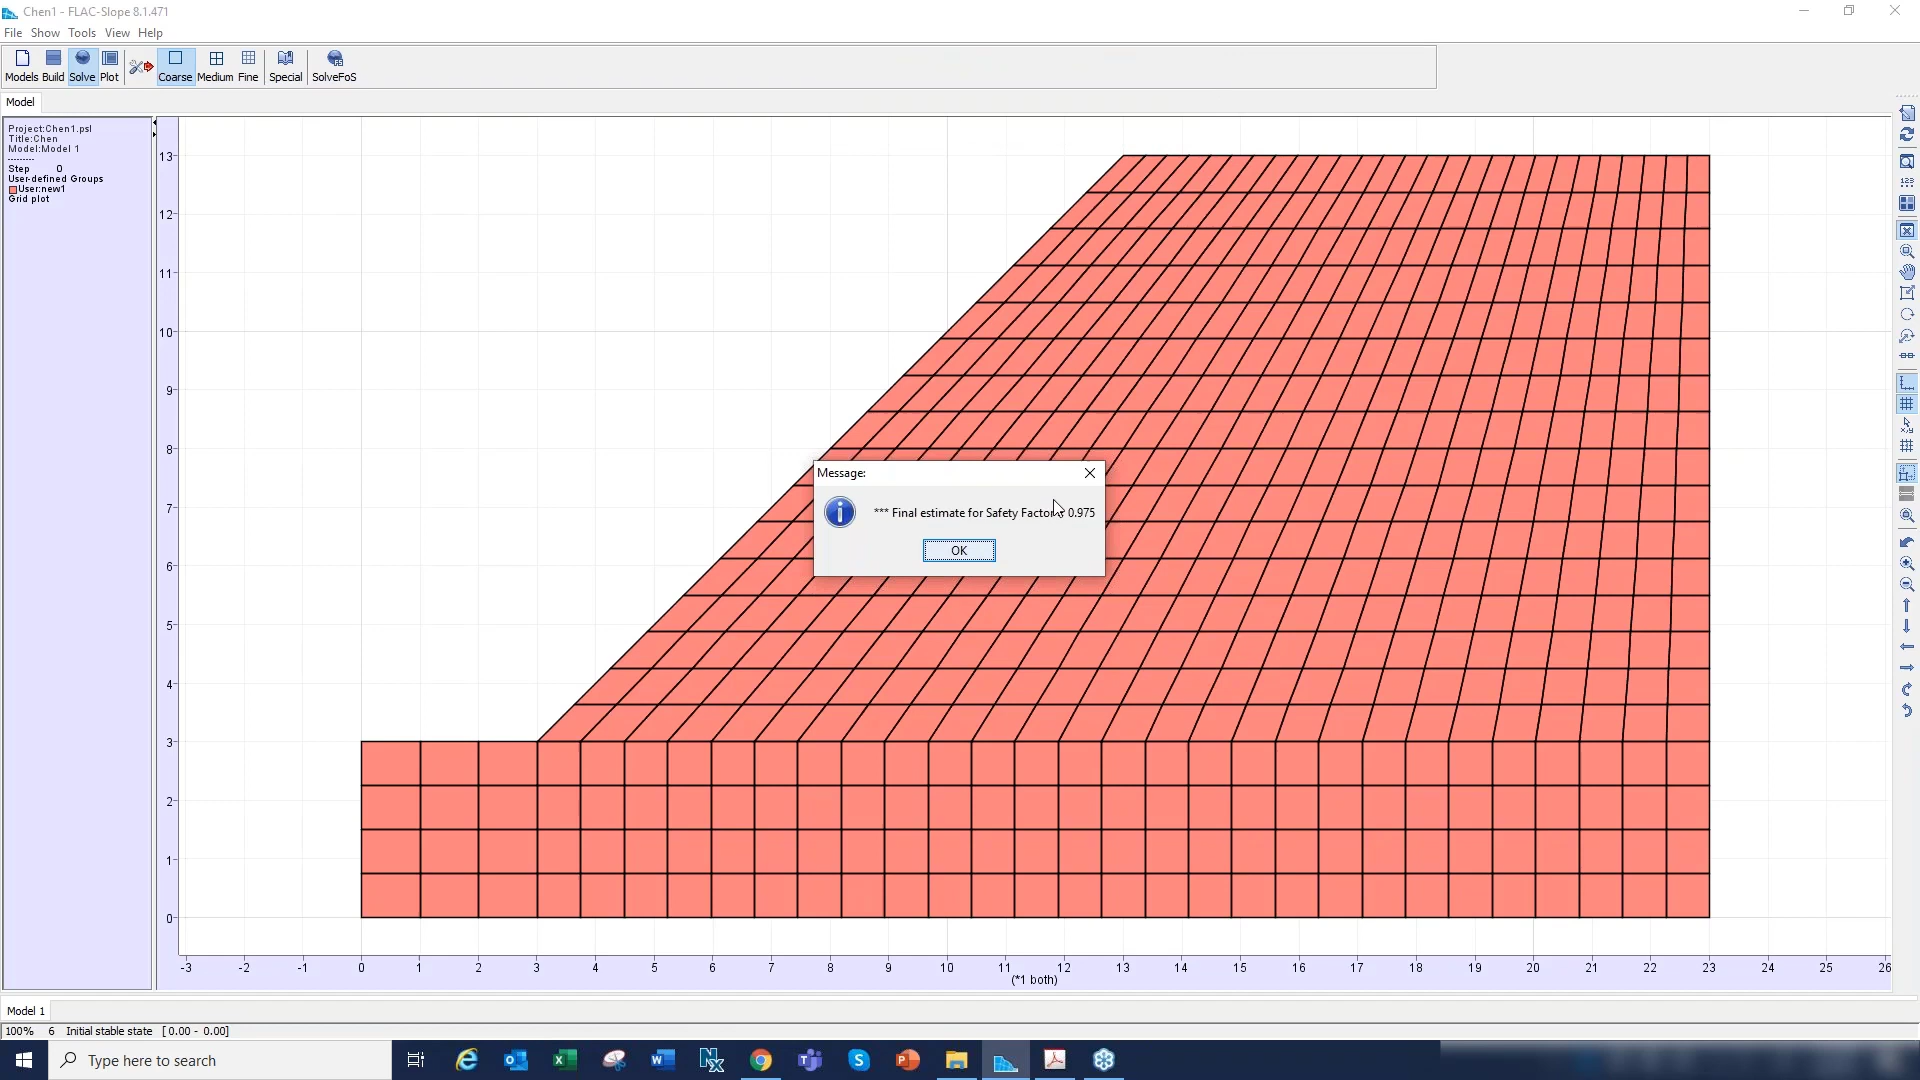 Chen1 - FLAC-Slope 8.1.471
File Show Tools View Help
Models Build Solve Plot Coarse Medium Fine Special SolveFoS
Model
Project:Chen1.psl
Title:Chen
Model:Model 1
---------
Step 0
User-defined Groups
User:new1
Grid plot
13
12
11
10
9
8
7
6
5
4
3
2
1
0
Message:
*** Final estimate for Safety Factor 0.975
OK
-3 -2 -1 0 1 2 3 4 5 6 7 8 9 10 11 12 13 14 15 16 17 18 19 20 21 22 23 24 25 26
(*1 both)
123
Model 1
100% 6 Initial stable state [ 0.00 - 0.00]
Type here to search